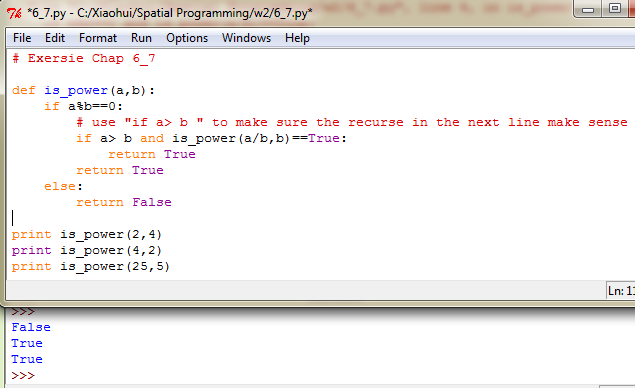 *6_7.py - C:/Xiaohui/Spatial Programming/w2/6_7.py*
File Edit Format Run Options Windows Help
# Exersie Chap 6_7
def is_power(a,b):
    if a%b==0:
        # use "if a> b " to make sure the recurse in the next line make sense
        if a> b and is_power(a/b,b)==True:
            return True
        return True
    else:
        return False
print is_power(2,4)
print is_power(4,2)
print is_power(25,5)
Ln: 11
>>>
False
True
True
>>>